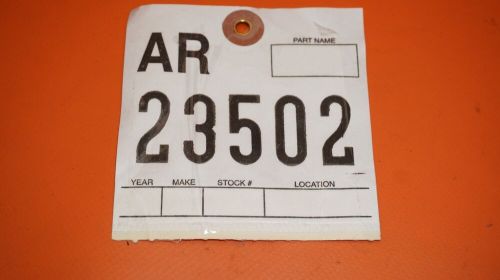 AR
PART NAME
23502
YEAR MAKE STOCK # LOCATION